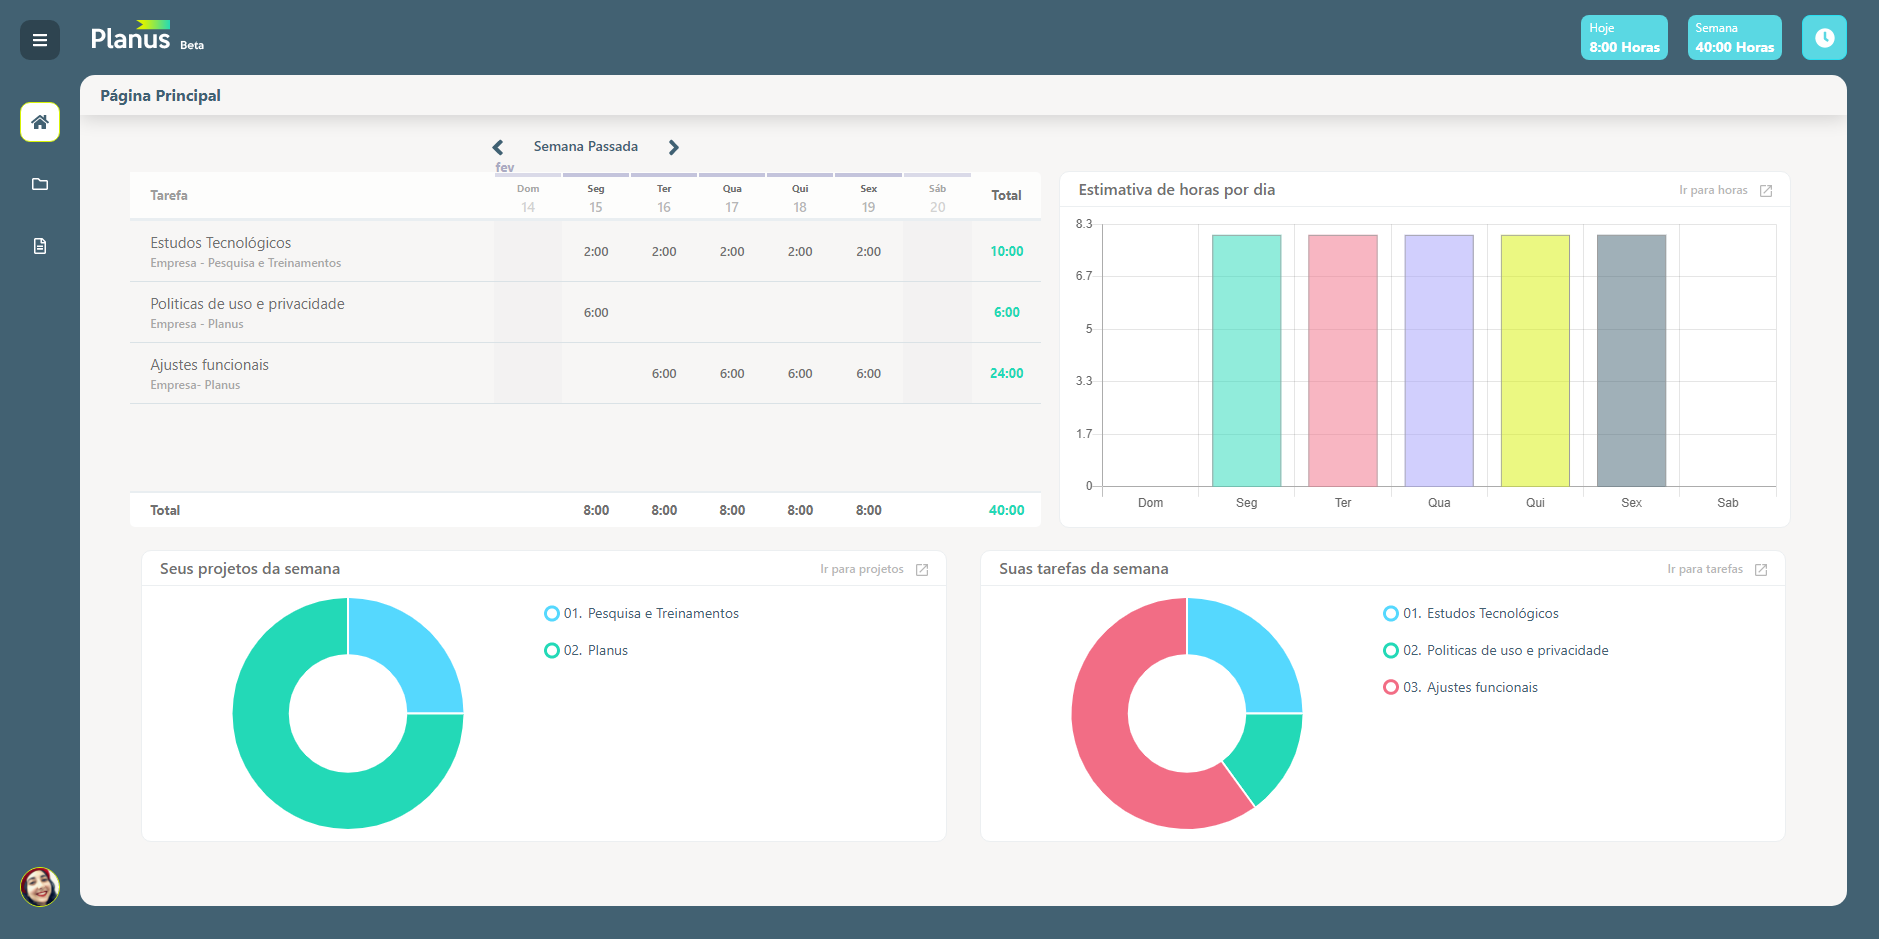 Planus Beta
Hoje
8:00 Horas
Semana
40:00 Horas
Página Principal
Semana Passada
fev
Tarefa Dom Seg Ter Qua Qui Sex Sáb Total
14 15 16 17 18 19 20
Estudos Tecnológicos
Empresa - Pesquisa e Treinamentos
2:00 2:00 2:00 2:00 2:00 10:00
Politicas de uso e privacidade
Empresa - Planus
6:00 6:00
Ajustes funcionais
Empresa- Planus
6:00 6:00 6:00 6:00 24:00
Total 8:00 8:00 8:00 8:00 8:00 40:00
Estimativa de horas por dia Ir para horas
8.3
6.7
5
3.3
1.7
0
Dom Seg Ter Qua Qui Sex Sab
Seus projetos da semana Ir para projetos
01. Pesquisa e Treinamentos
02. Planus
Suas tarefas da semana Ir para tarefas
01. Estudos Tecnológicos
02. Politicas de uso e privacidade
03. Ajustes funcionais